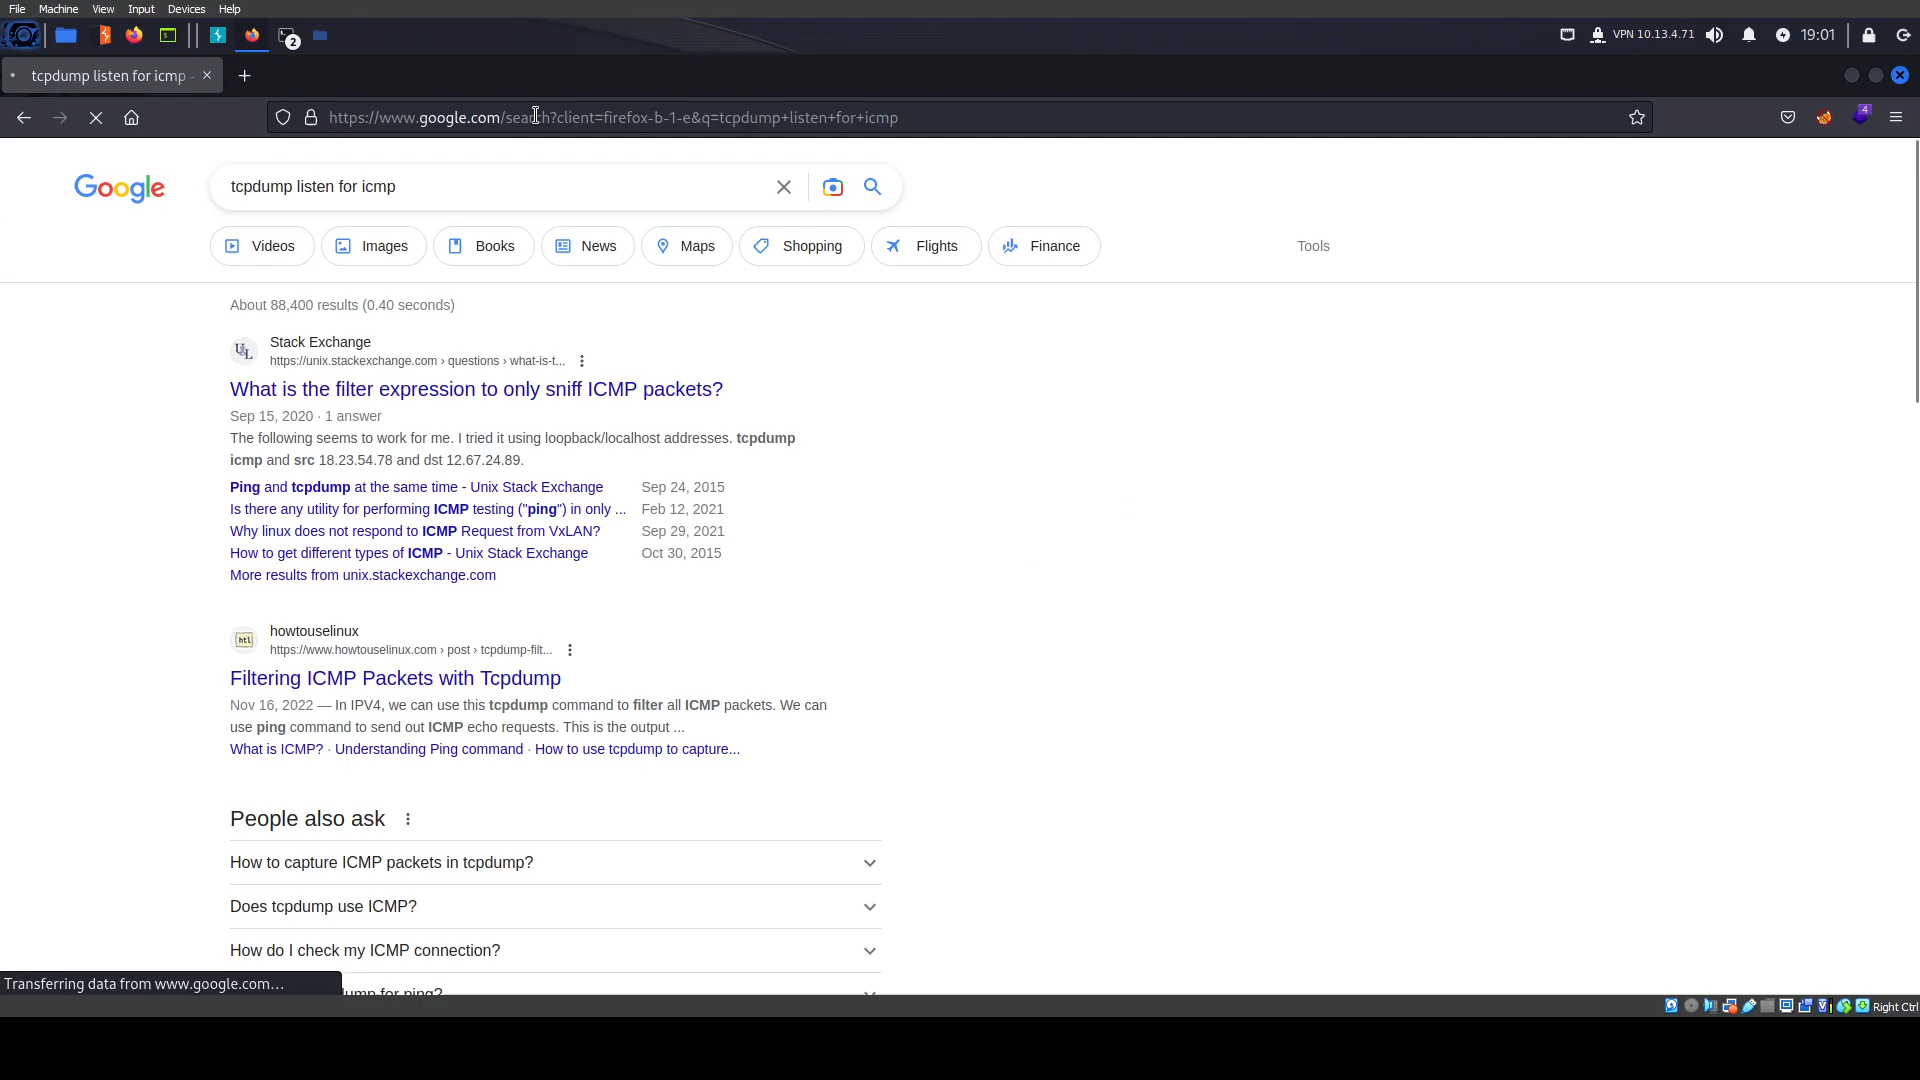 File Machine View Input Devices Help
2
VPN 10.13.4.71 19:01
tcpdump listen for icmp -
https://www.google.com/search?client=firefox-b-1-e&q=tcpdump+listen+for+icmp
4
Google
tcpdump listen for icmp
Videos Images Books News Maps Shopping Flights Finance Tools
About 88,400 results (0.40 seconds)
U&L
Stack Exchange
https://unix.stackexchange.com › questions › what-is-t...
What is the filter expression to only sniff ICMP packets?
Sep 15, 2020 · 1 answer
The following seems to work for me. I tried it using loopback/localhost addresses. tcpdump
icmp and src 18.23.54.78 and dst 12.67.24.89.
Ping and tcpdump at the same time - Unix Stack Exchange Sep 24, 2015
Is there any utility for performing ICMP testing ("ping") in only ... Feb 12, 2021
Why linux does not respond to ICMP Request from VxLAN? Sep 29, 2021
How to get different types of ICMP - Unix Stack Exchange Oct 30, 2015
More results from unix.stackexchange.com
htl
howtouselinux
https://www.howtouselinux.com › post › tcpdump-filt...
Filtering ICMP Packets with Tcpdump
Nov 16, 2022 — In IPV4, we can use this tcpdump command to filter all ICMP packets. We can
use ping command to send out ICMP echo requests. This is the output ...
What is ICMP? · Understanding Ping command · How to use tcpdump to capture...
People also ask
How to capture ICMP packets in tcpdump?
Does tcpdump use ICMP?
How do I check my ICMP connection?
ump for ping?
Transferring data from www.google.com…
Right Ctrl